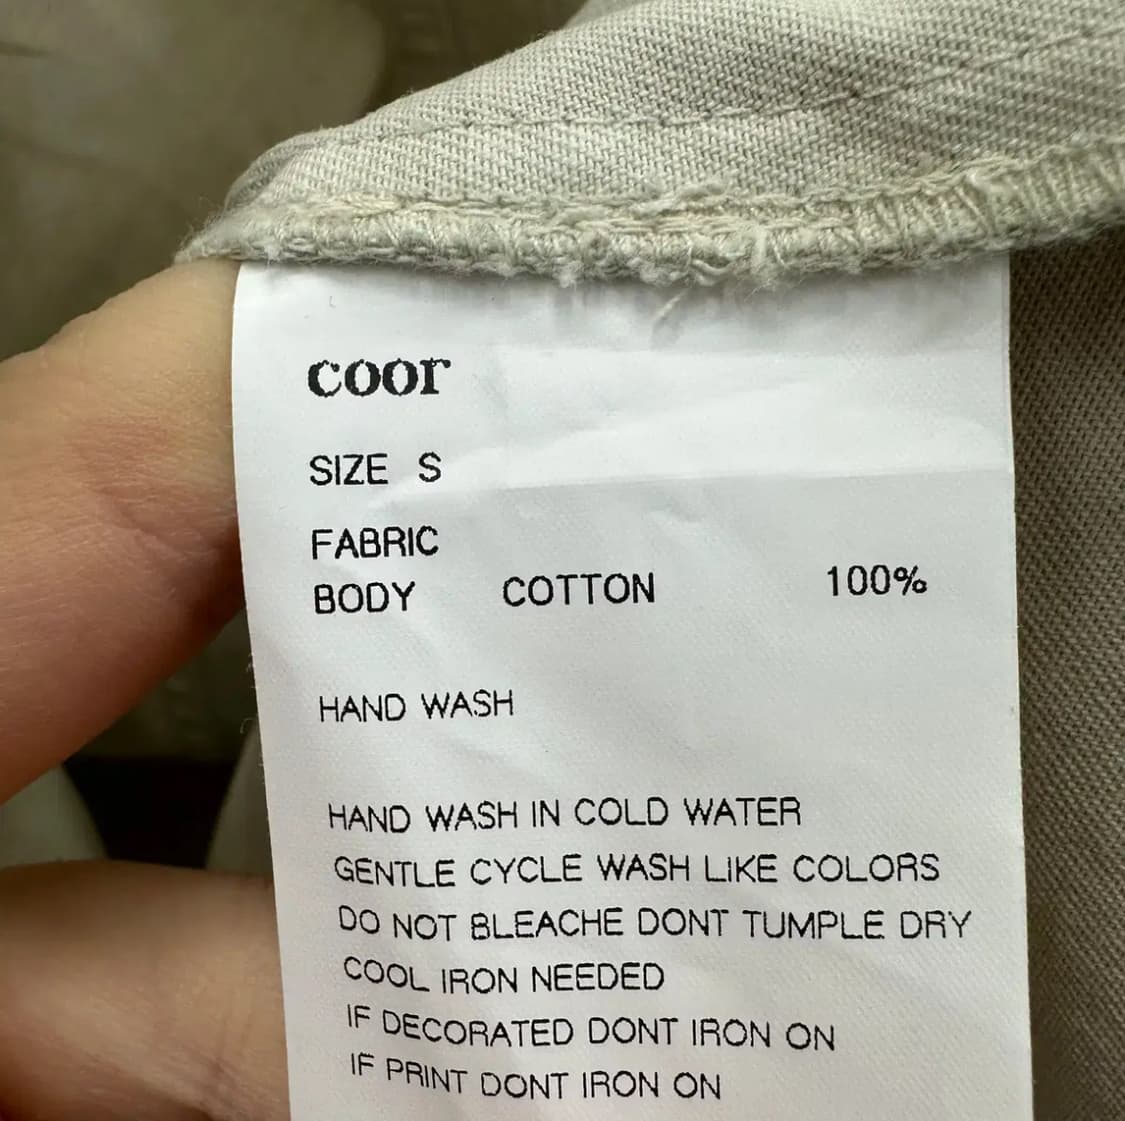 coor
SIZE S
FABRIC
BODY COTTON 100%
HAND WASH
HAND WASH IN COLD WATER
GENTLE CYCLE WASH LIKE COLORS
DO NOT BLEACHE DONT TUMPLE DRY
COOL IRON NEEDED
IF DECORATED DONT IRON ON
IF PRINT DONT IRON ON